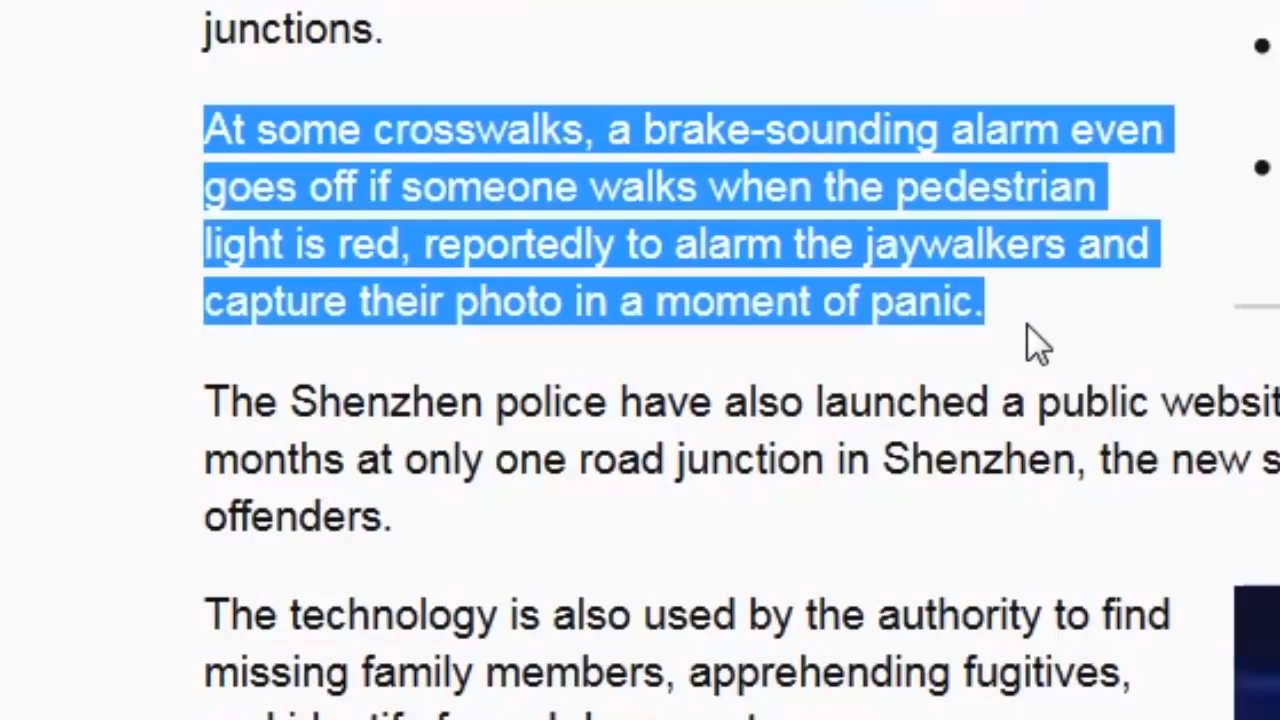 junctions.
At some crosswalks, a brake-sounding alarm even
goes off if someone walks when the pedestrian
light is red, reportedly to alarm the jaywalkers and
capture their photo in a moment of panic.
The Shenzhen police have also launched a public
months at only one road junction in Shenzhen, the new
offenders.
The technology is also used by the authority to find
missing family members, apprehending fugitives,